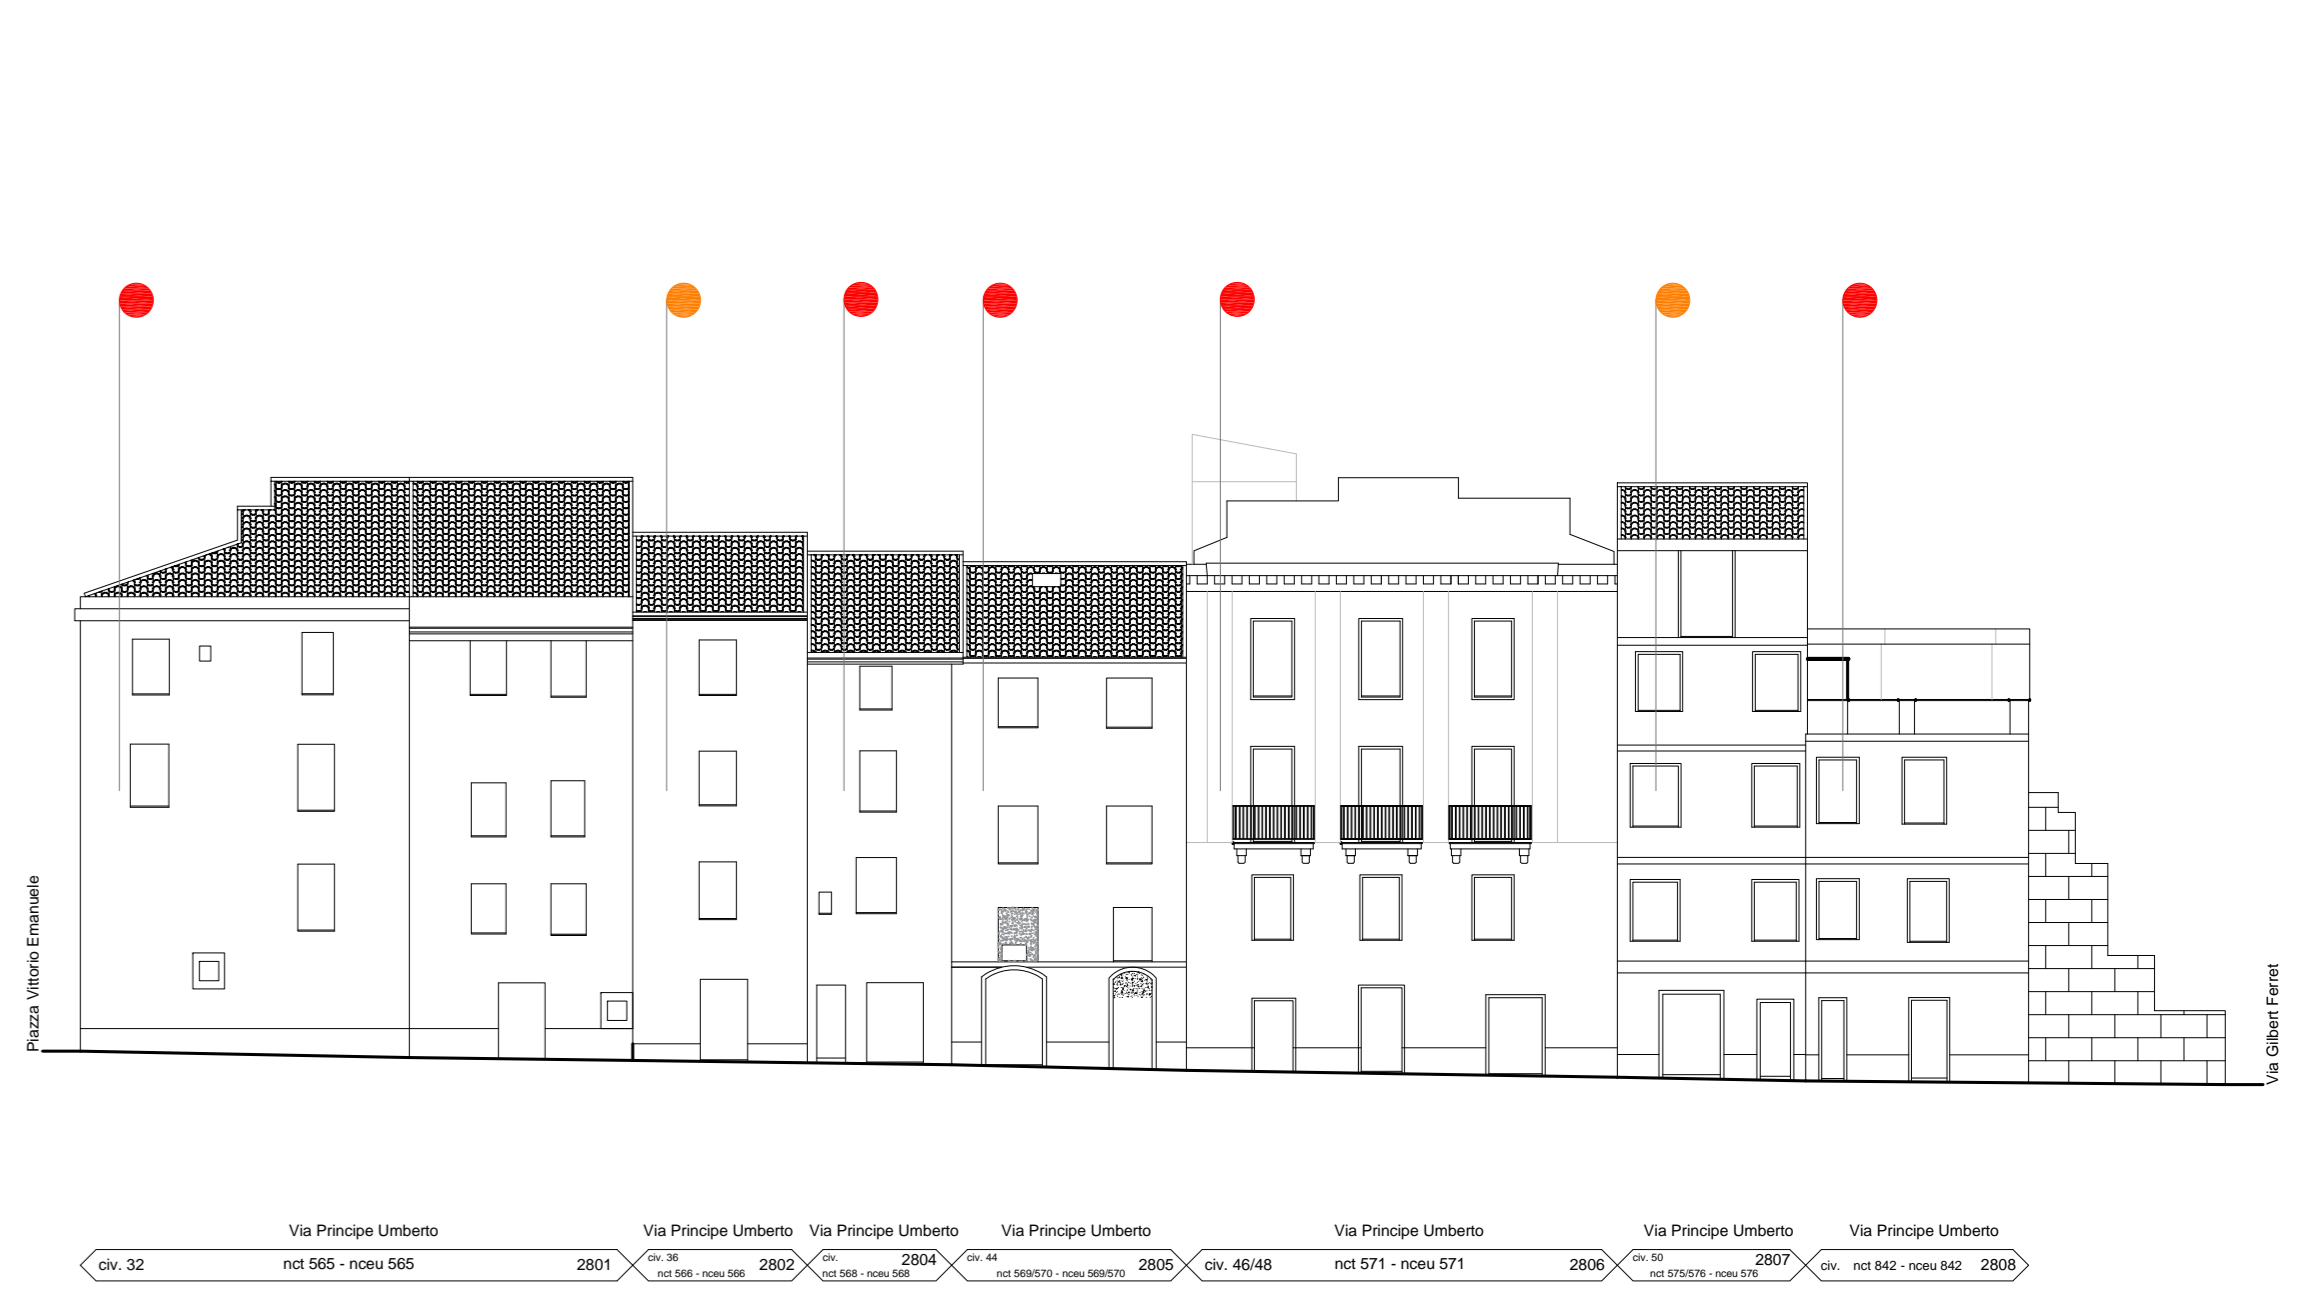 Piazza Vittorio Emanuele
Via Gilbert Ferret
Via Principe Umberto
civ. 32
nct 565 - nceu 565
2801
Via Principe Umberto
civ. 36
nct 566 - nceu 566
2802
Via Principe Umberto
civ.
nct 568 - nceu 568
2804
Via Principe Umberto
civ. 44
nct 569/570 - nceu 569/570
2805
Via Principe Umberto
civ. 46/48
nct 571 - nceu 571
2806
Via Principe Umberto
civ. 50
nct 575/576 - nceu 576
2807
Via Principe Umberto
civ.
nct 842 - nceu 842
2808